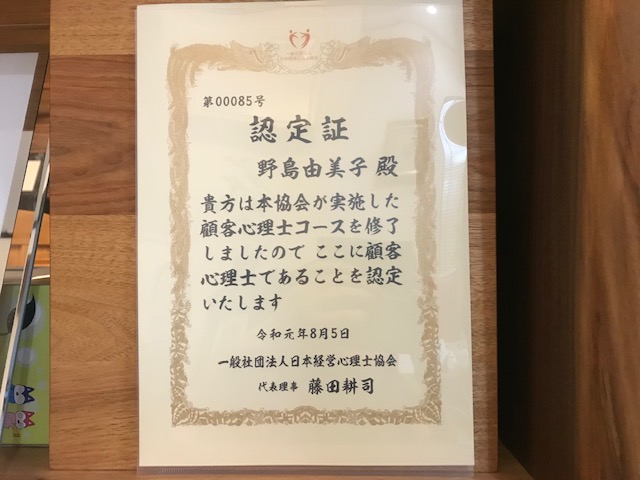 第00085号
認定証
野島由美子 殿
貴方は本協会が実施した
顧客心理士コースを修了
しましたので ここに顧客
心理士であることを認定
いたします
令和元年8月5日
一般社団法人日本経営心理士協会
代表理事 藤田耕司